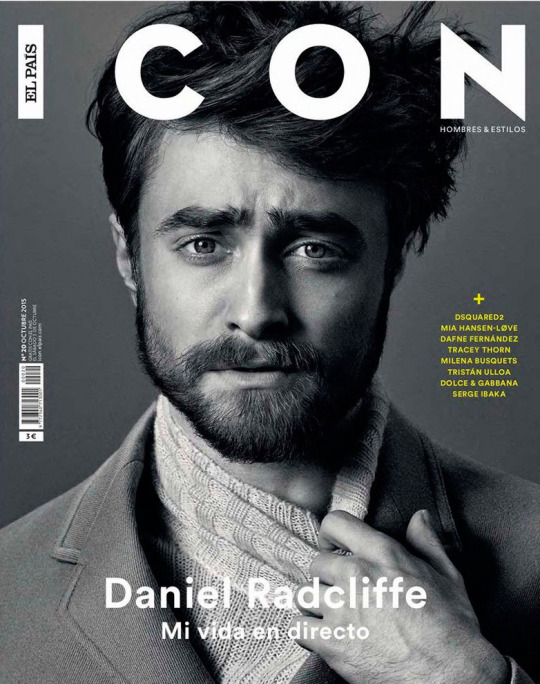 EL PAÍS
ICON
HOMBRES & ESTILOS
Nº 20 OCTUBRE 2015
3 €
+
DSQUARED2
MIA HANSEN-LØVE
DAFNE FERNÁNDEZ
TRACEY THORN
MILENA BUSQUETS
TRISTÁN ULLOA
DOLCE & GABBANA
SERGE IBAKA
Daniel Radcliffe
Mi vida en directo